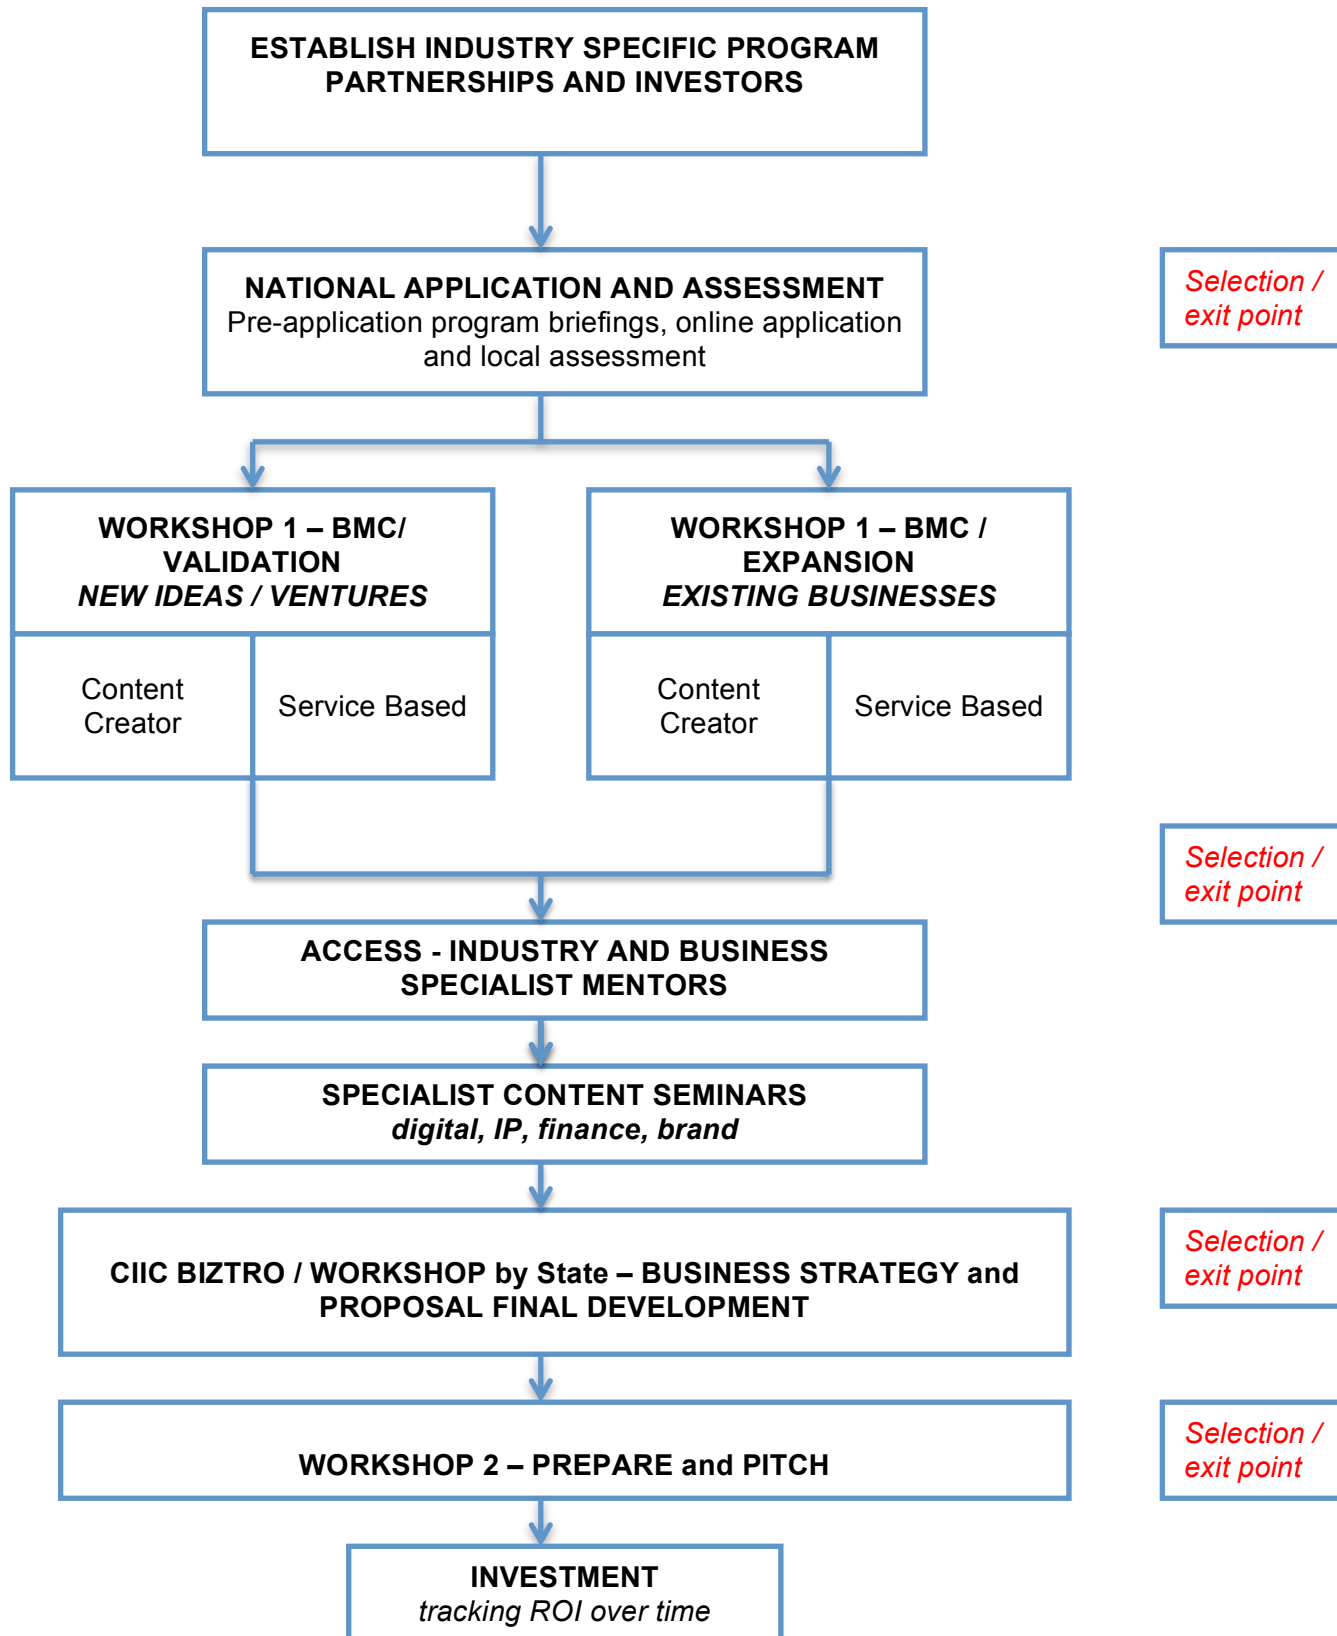 ESTABLISH INDUSTRY SPECIFIC PROGRAM
PARTNERSHIPS AND INVESTORS
NATIONAL APPLICATION AND ASSESSMENT
Pre-application program briefings, online application
and local assessment
Selection /
exit point
WORKSHOP 1 – BMC/
VALIDATION
NEW IDEAS / VENTURES
WORKSHOP 1 – BMC /
EXPANSION
EXISTING BUSINESSES
Content
Creator
Service Based
Content
Creator
Service Based
Selection /
exit point
ACCESS - INDUSTRY AND BUSINESS
SPECIALIST MENTORS
SPECIALIST CONTENT SEMINARS
digital, IP, finance, brand
CIIC BIZTRO / WORKSHOP by State – BUSINESS STRATEGY and
PROPOSAL FINAL DEVELOPMENT
Selection /
exit point
WORKSHOP 2 – PREPARE and PITCH
Selection /
exit point
INVESTMENT
tracking ROI over time